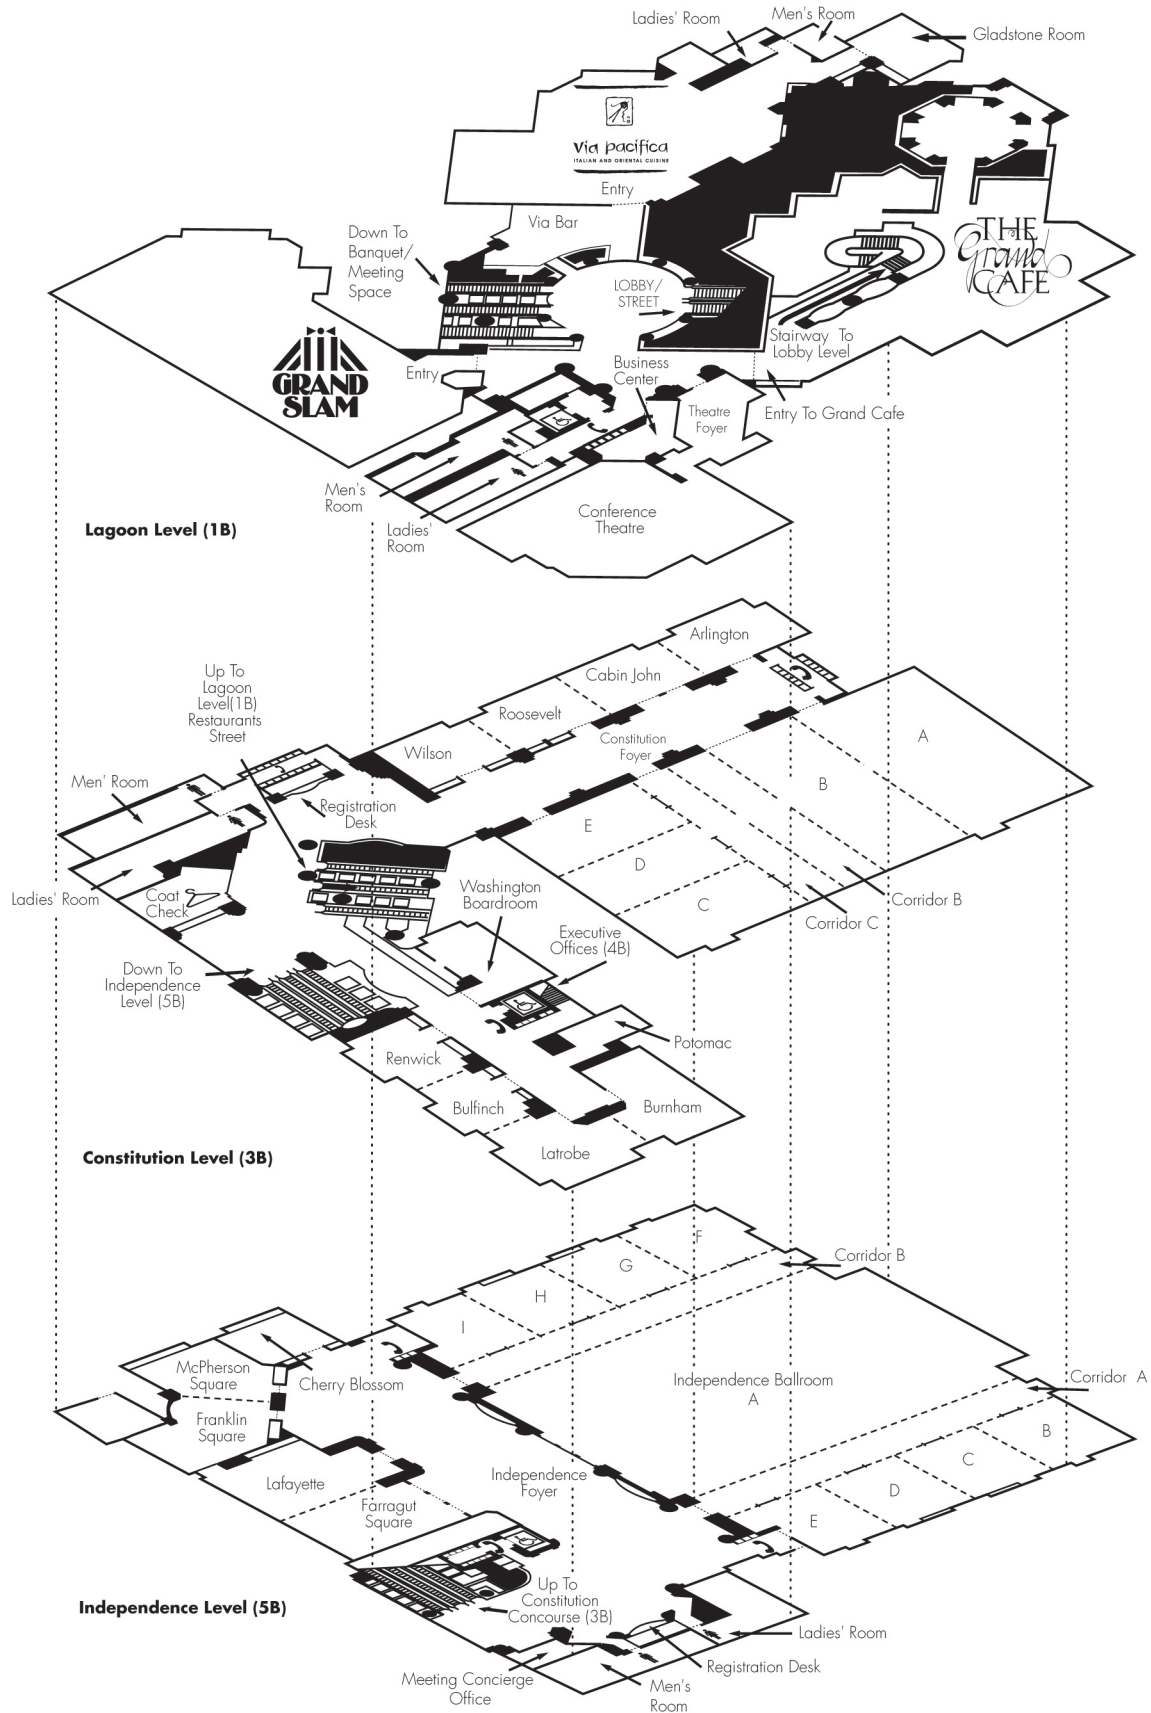 Ladies' Room
Men's Room
Gladstone Room
Via pacifica
ITALIAN AND ORIENTAL CUISINE
Entry
Via Bar
Down To
Banquet/
Meeting
Space
THE
Grand
CAFE
LOBBY/
STREET
Stairway To
Lobby Level
GRAND
SLAM
Entry
Business
Center
Theatre
Foyer
Entry To Grand Cafe
Men's
Room
Ladies'
Room
Conference
Theatre
Lagoon Level (1B)
Arlington
Cabin John
Roosevelt
Wilson
Constitution
Foyer
Up To
Lagoon
Level(1B)
Restaurants
Street
Men' Room
Registration
Desk
A
B
E
D
C
Ladies' Room
Coat
Check
Washington
Boardroom
Corridor B
Corridor C
Executive
Offices (4B)
Down To
Independence
Level (5B)
Potomac
Renwick
Bulfinch
Burnham
Latrobe
Constitution Level (3B)
F
G
H
I
Corridor B
McPherson
Square
Cherry Blossom
Franklin
Square
Independence Ballroom
A
Corridor A
B
C
D
E
Lafayette
Farragut
Square
Independence
Foyer
Up To
Constitution
Concourse (3B)
Independence Level (5B)
Ladies' Room
Registration Desk
Meeting Concierge
Office
Men's
Room